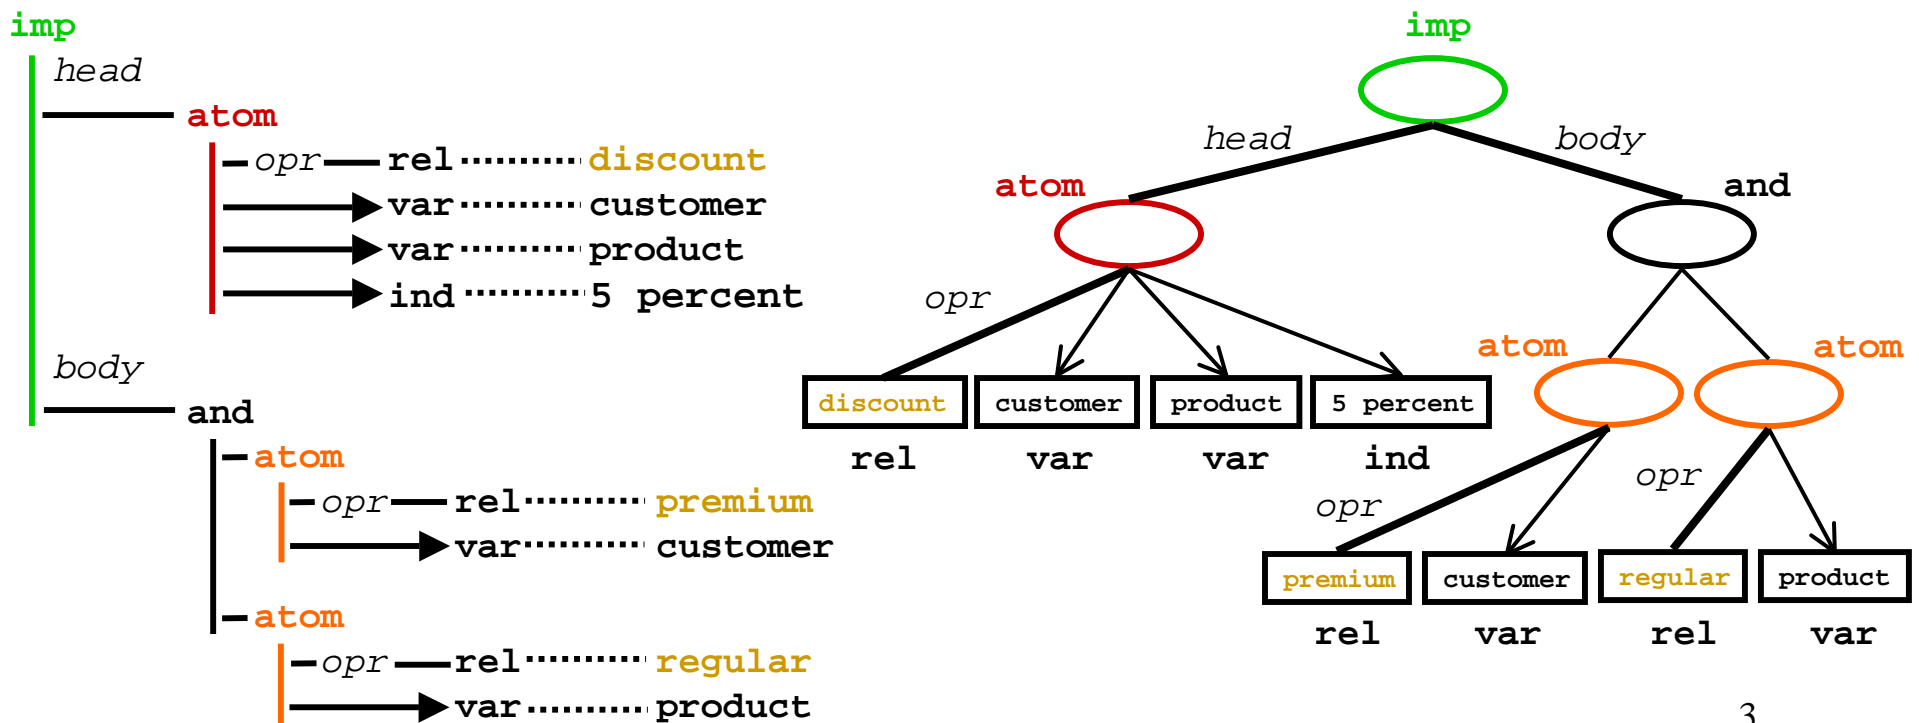 imp
head
atom
opr rel discount
var customer
var product
ind 5 percent
body
and
atom
opr rel premium
var customer
atom
opr rel regular
var product
imp
head body
atom and
opr
atom atom
discount customer product 5 percent
rel var var ind
opr opr
premium customer regular product
rel var rel var
3